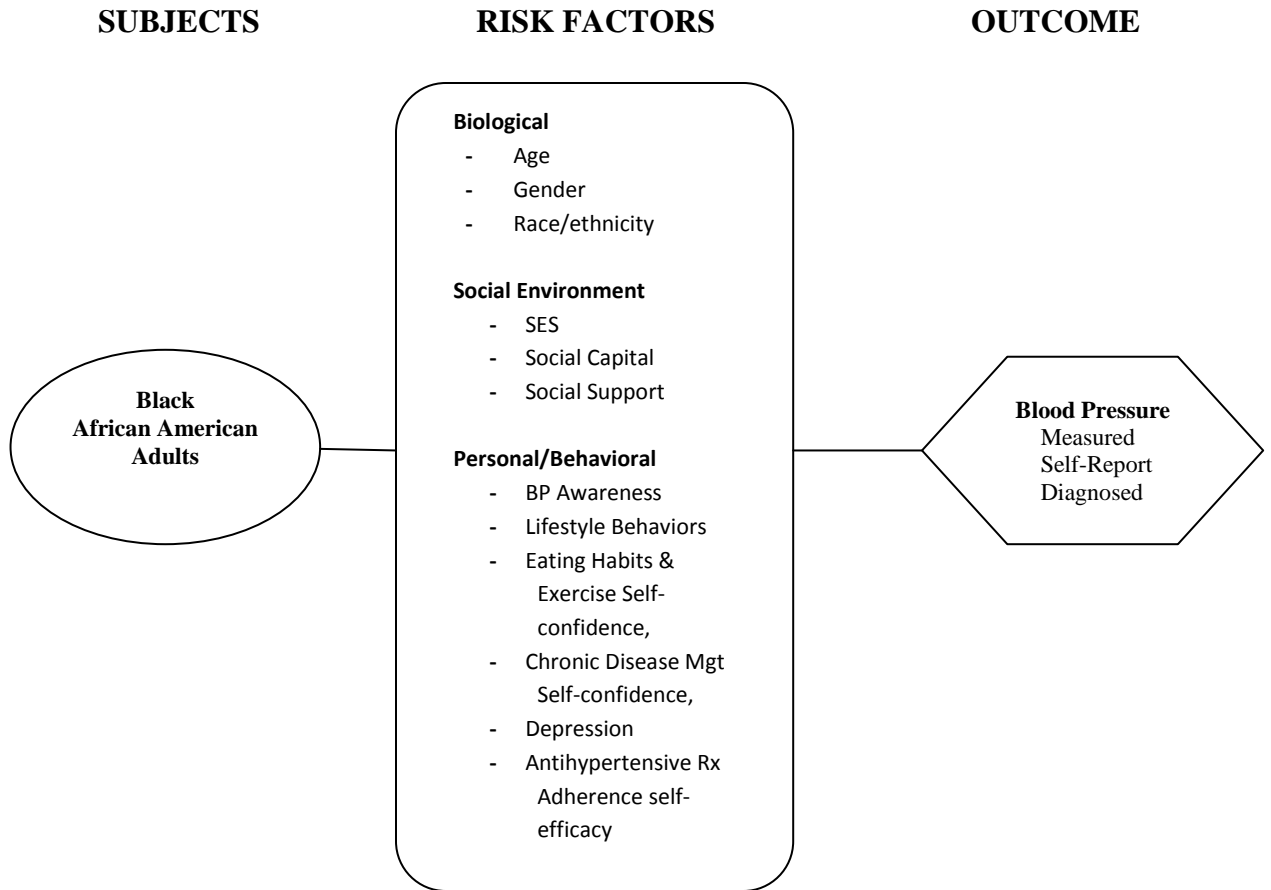 SUBJECTS
RISK FACTORS
OUTCOME
Black
African American
Adults
Biological
- Age
- Gender
- Race/ethnicity
Social Environment
- SES
- Social Capital
- Social Support
Personal/Behavioral
- BP Awareness
- Lifestyle Behaviors
- Eating Habits &
Exercise Self-
confidence,
- Chronic Disease Mgt
Self-confidence,
- Depression
- Antihypertensive Rx
Adherence self-
efficacy
Blood Pressure
Measured
Self-Report
Diagnosed